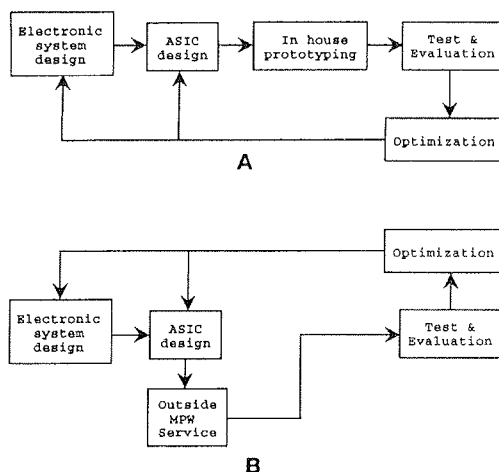 Electronic
system
design
ASIC
design
In house
prototyping
Test &
Evaluation
Optimization
A
Optimization
Electronic
system
design
ASIC
design
Test &
Evaluation
Outside
MPW
Service
B